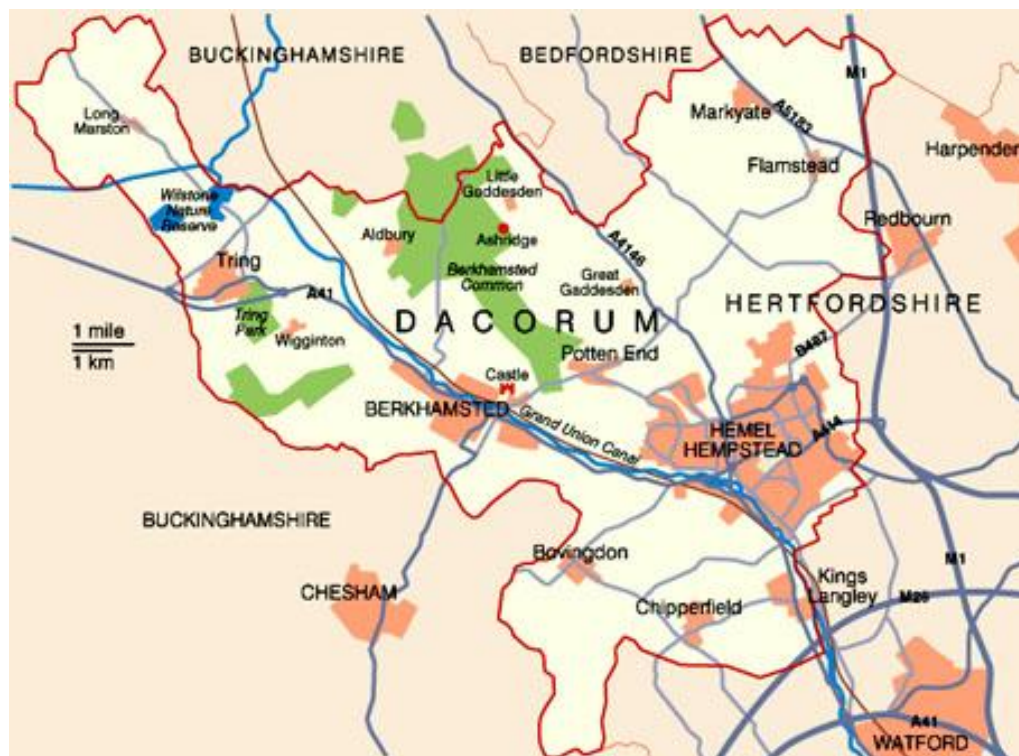 BUCKINGHAMSHIRE
BEDFORDSHIRE
M1
Long
Marston
Markyate
A5183
Harpenden
Flamstead
Little
Gaddesden
Wilstone
Nature
Reserve
Redbourn
Aldbury
Ashridge
A4146
Tring
Berkhamsted
Common
Great
Gaddesden
A41
HERTFORDSHIRE
Tring
Park
DACORUM
1 mile
1 km
Wigginton
Potten End
B487
Castle
BERKHAMSTED
Grand Union Canal
HEMEL
HEMPSTEAD
A414
BUCKINGHAMSHIRE
Bovingdon
M1
CHESHAM
Kings
Langley
M26
Chipperfield
A41
WATFORD